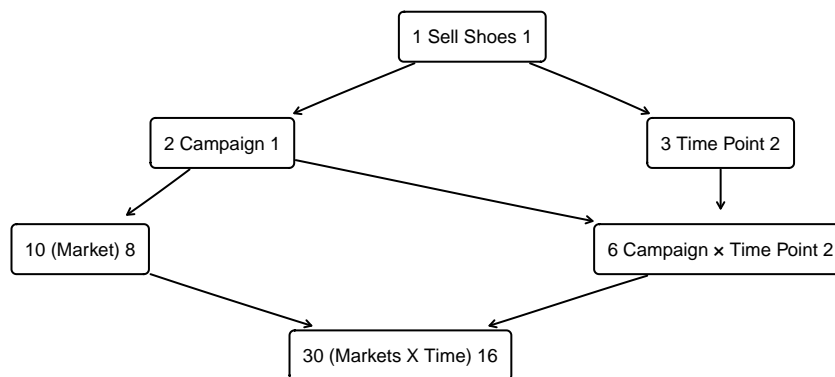 1 Sell Shoes 1
2 Campaign 1
3 Time Point 2
10 (Market) 8
6 Campaign × Time Point 2
30 (Markets X Time) 16